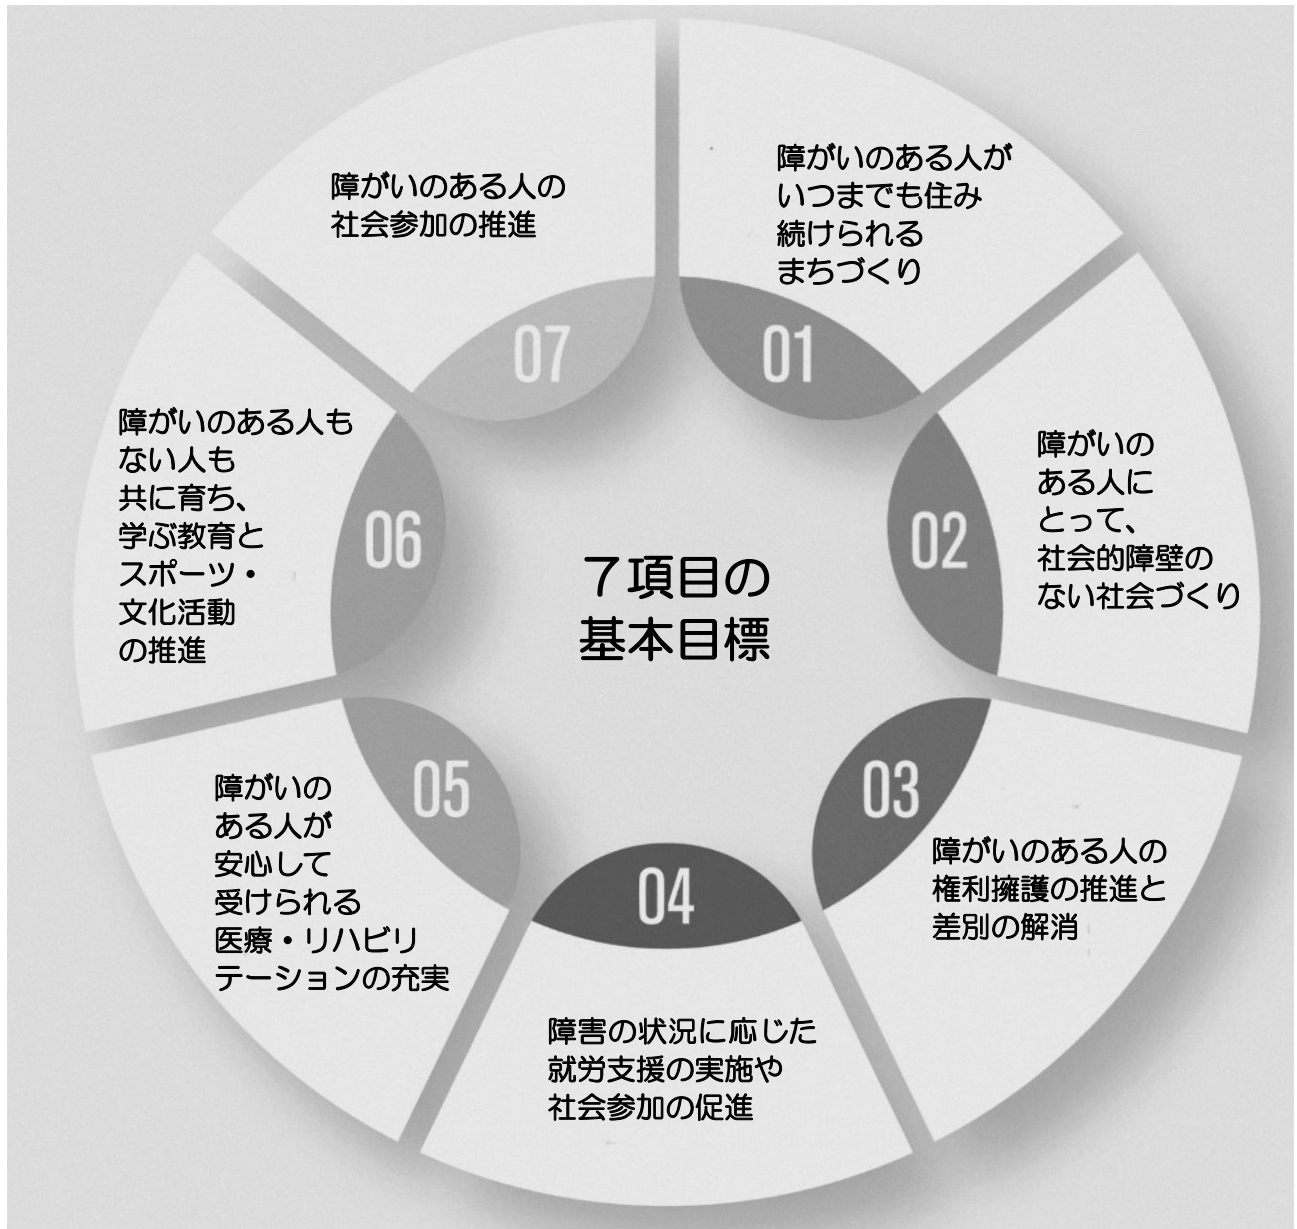 ７項目の
基本目標
01
障がいのある人が
いつまでも住み
続けられる
まちづくり
02
障がいの
ある人に
とって、
社会的障壁の
ない社会づくり
03
障がいのある人の
権利擁護の推進と
差別の解消
04
障害の状況に応じた
就労支援の実施や
社会参加の促進
05
障がいの
ある人が
安心して
受けられる
医療・リハビリ
テーションの充実
06
障がいのある人も
ない人も
共に育ち、
学ぶ教育と
スポーツ・
文化活動
の推進
07
障がいのある人の
社会参加の推進